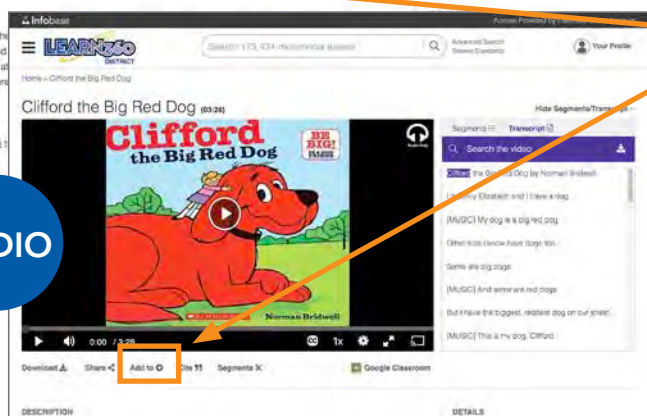 Infobase
LEARN360
DISTRICT
Search 175,434 multimedia assets
Advanced Search
Browse Standards
Your Profile
Home » Clifford the Big Red Dog
Clifford the Big Red Dog (03:28)
Hide Segments/Transcript
Segments
Transcript
Search the video
Clifford
the Big Red Dog
BE
BIG!
Norman Bridwell
SCHOLASTIC
Clifford the Big Red Dog by Norman Bridwell
Elizabeth and I have a dog.
[MUSIC] My dog is a big red dog.
Other kids I know have dogs too.
Some are big dogs.
[MUSIC] And some are red dogs.
But I have the biggest, reddest dog on our street.
[MUSIC] This is my dog, Clifford.
DIO
0:00 / 3:28
CC
1x
Download
Share
Add to
Cite
Segments
Google Classroom
DESCRIPTION
DETAILS